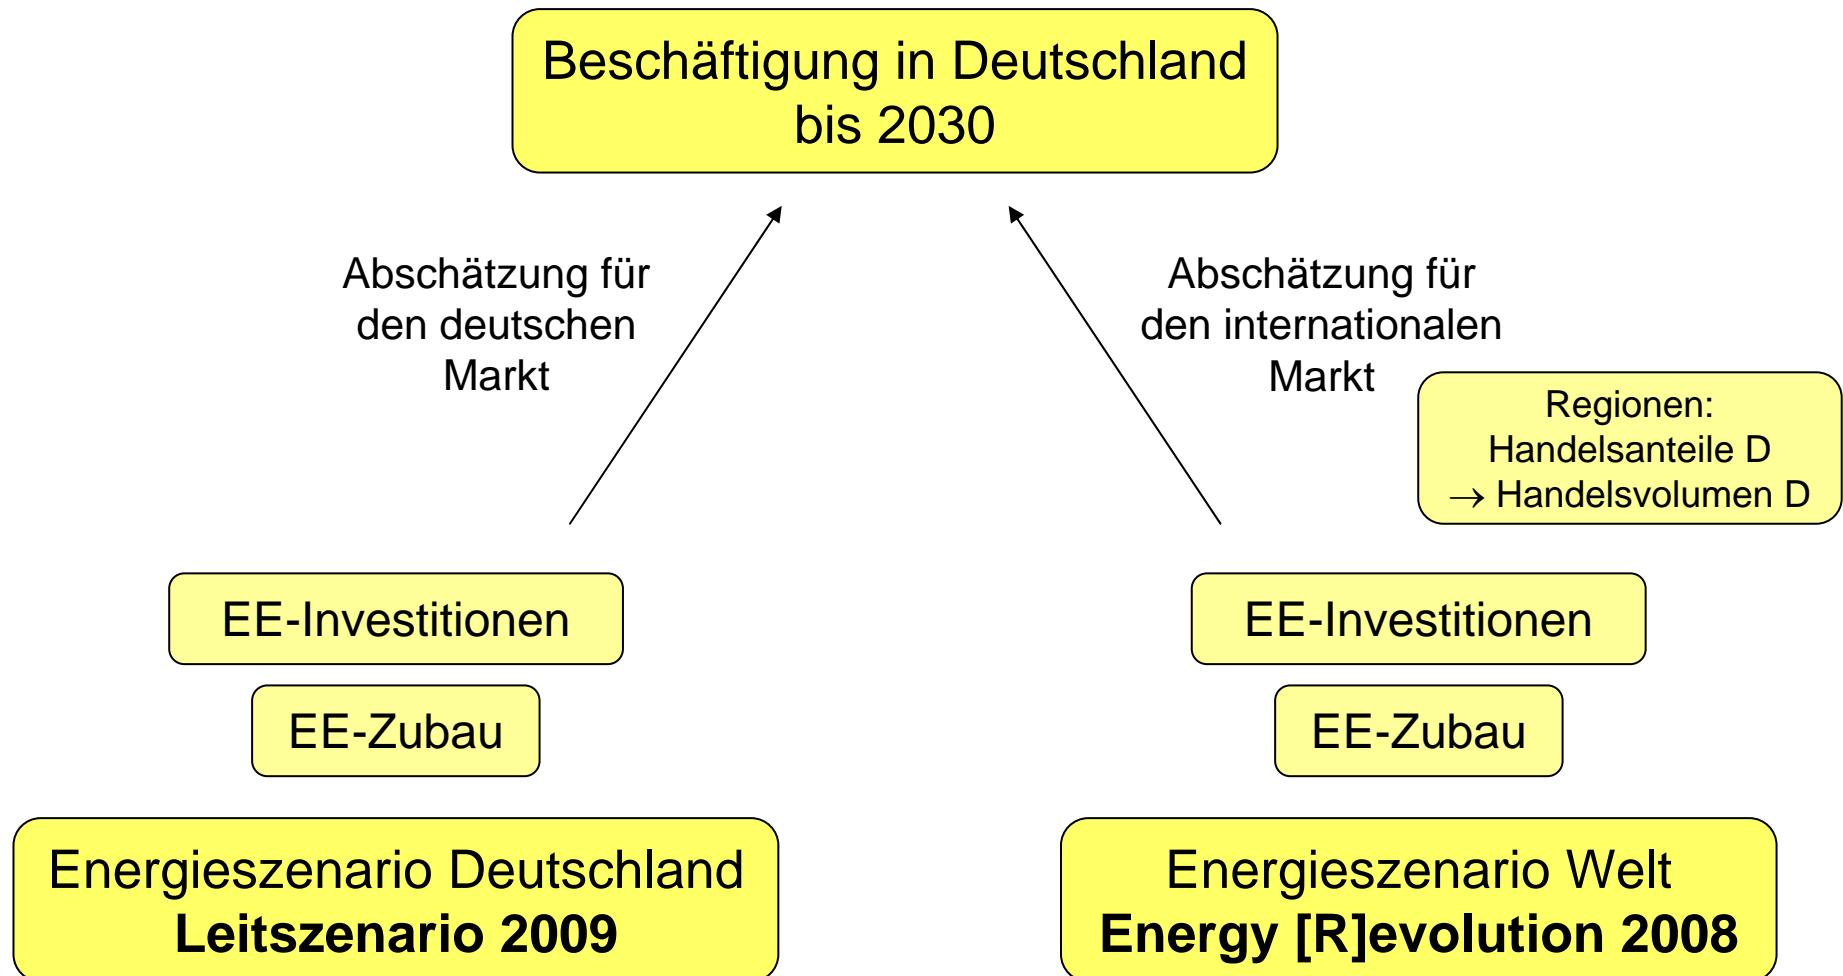 Beschäftigung in Deutschland
bis 2030
Abschätzung für
den deutschen
Markt
Abschätzung für
den internationalen
Markt
Regionen:
Handelsanteile D
→ Handelsvolumen D
EE-Investitionen
EE-Zubau
Energieszenario Deutschland
Leitszenario 2009
EE-Investitionen
EE-Zubau
Energieszenario Welt
Energy [R]evolution 2008